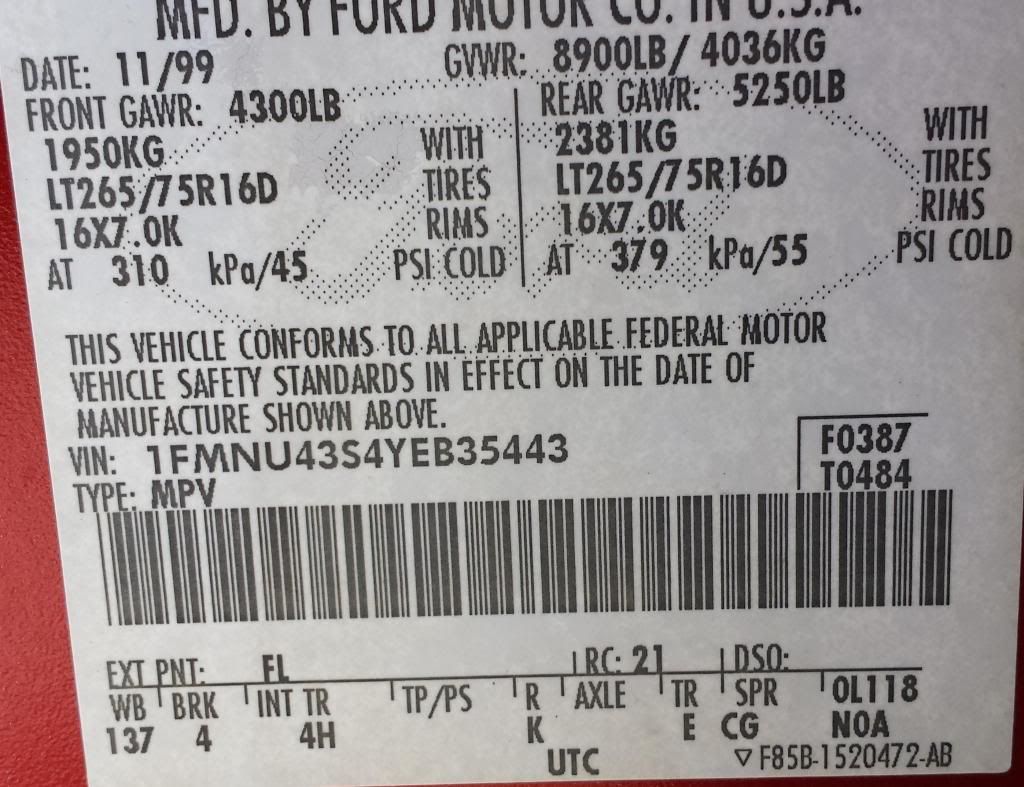 MFD. BY FORD MOTOR CO. IN U.S.A.
DATE: 11/99 GVWR: 8900LB/ 4036KG
FRONT GAWR: 4300LB REAR GAWR: 5250LB
1950KG WITH 2381KG WITH
LT265/75R16D TIRES LT265/75R16D TIRES
16X7.0K RIMS 16X7.0K RIMS
AT 310 kPa/45 PSI COLD AT 379 kPa/55 PSI COLD
THIS VEHICLE CONFORMS TO ALL APPLICABLE FEDERAL MOTOR
VEHICLE SAFETY STANDARDS IN EFFECT ON THE DATE OF
MANUFACTURE SHOWN ABOVE.
VIN: 1FMNU43S4YEB35443 F0387
TYPE: MPV T0484
EXT PNT: FL RC: 21 DSO:
WB BRK INT TR TP/PS R AXLE TR SPR OL118
137 4 4H K E CG NOA
UTC ▽ F85B-1520472-AB